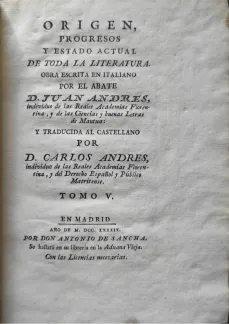 ORIGEN,
PROGRESOS
Y ESTADO ACTUAL
DE TODA LA LITERATURA.
OBRA ESCRITA EN ITALIANO
POR EL ABATE
D. JUAN ANDRES,
individuo de las Reales Academias Floren-
tina, y de las Ciencias y buenas Letras
de Mantua:
Y TRADUCIDA AL CASTELLANO
POR
D. CARLOS ANDRES,
individuo de las Reales Academias Floren-
tina, y del Derecho Español y Público
Matritense.
TOMO V.
EN MADRID
AÑO DE M. DCC. LXXXIX.
POR DON ANTONIO DE SANCHA.
Se hallará en su librería en la Aduana Vieja.
Con las Licencias necesarias.